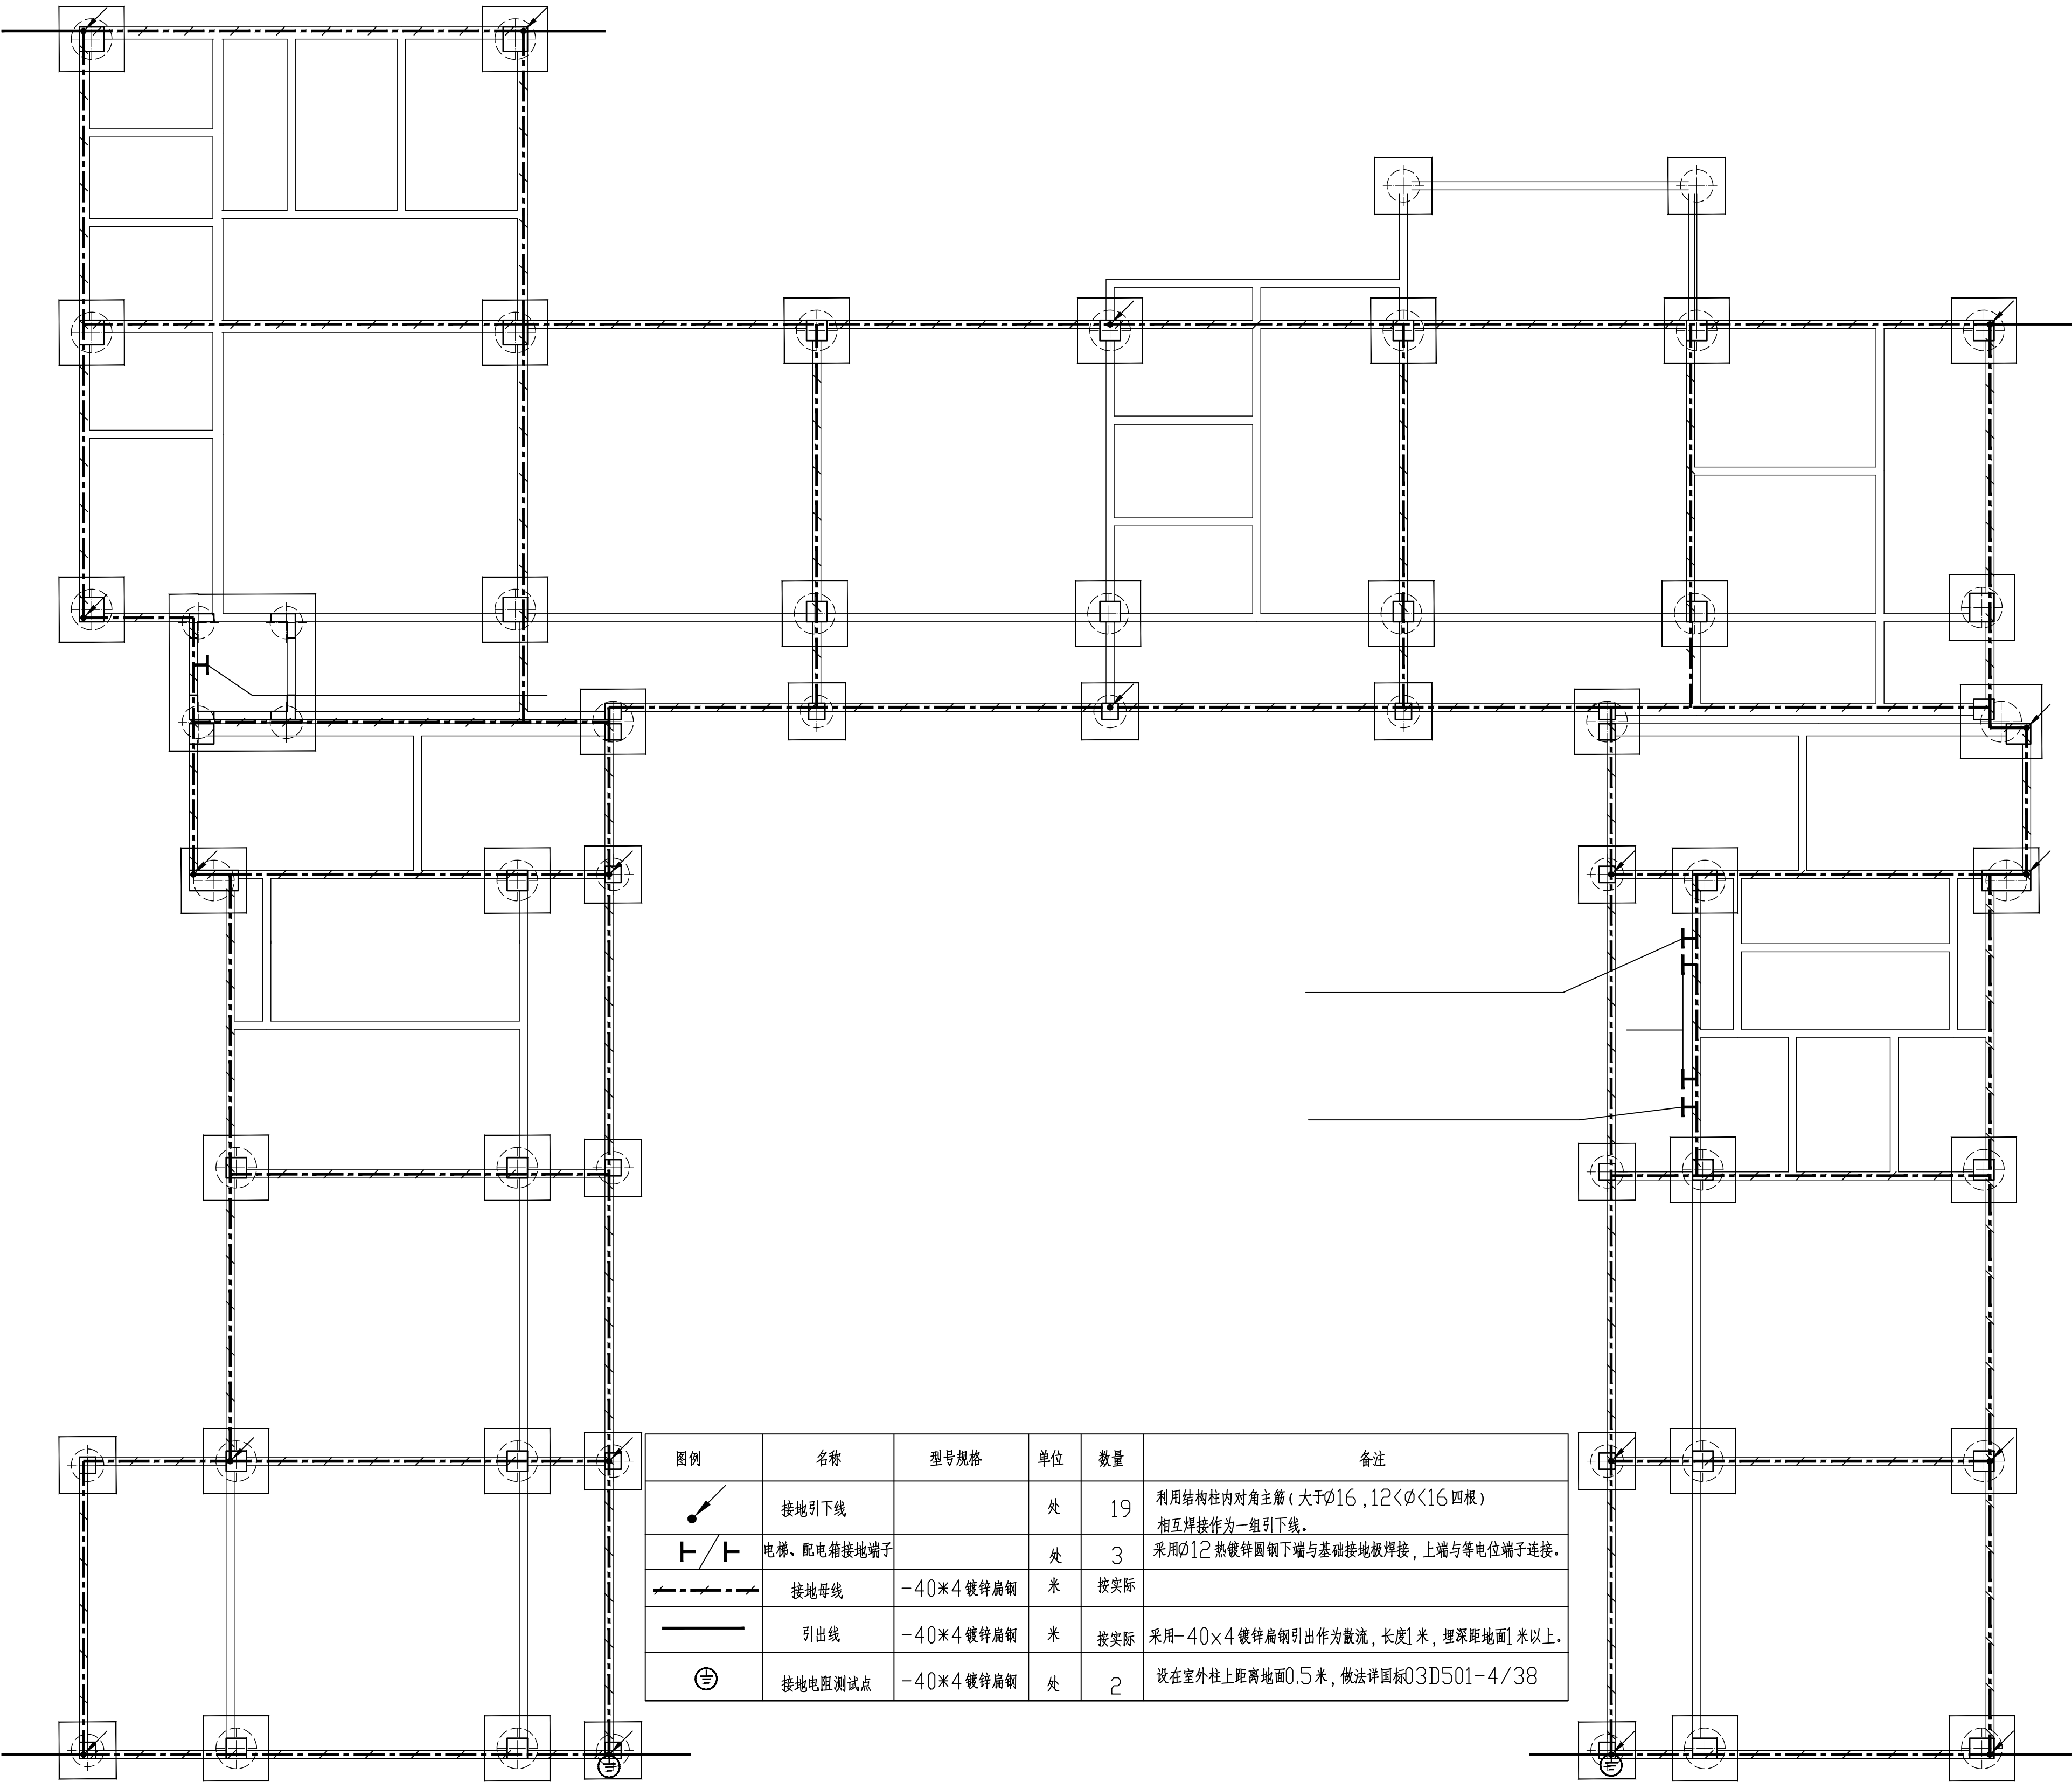 图例 名称 型号规格 单位 数量 备注
接地引下线 处 19 利用结构柱内对角主筋(大于Ø16,12<Ø<16四根)
相互焊接作为一组引下线。
电梯、配电箱接地端子 处 3 采用Ø12热镀锌圆钢下端与基础接地极焊接,上端与等电位端子连接。
接地母线 -40*4镀锌扁钢 米 按实际
引出线 -40*4镀锌扁钢 米 按实际 采用-40×4镀锌扁钢引出作为散流,长度1米,埋深距地面1米以上。
接地电阻测试点 -40*4镀锌扁钢 处 2 设在室外柱上距离地面0.5米,做法详国标03D501-4/38